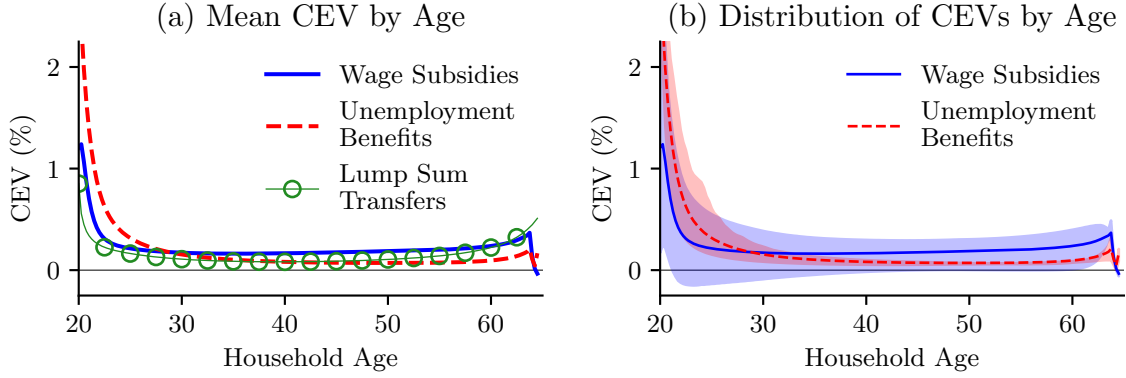 (a) Mean CEV by Age
CEV (%)
2
1
0
Wage Subsidies
Unemployment
Benefits
Lump Sum
Transfers
20 30 40 50 60
Household Age
(b) Distribution of CEVs by Age
CEV (%)
2
1
0
Wage Subsidies
Unemployment
Benefits
20 30 40 50 60
Household Age